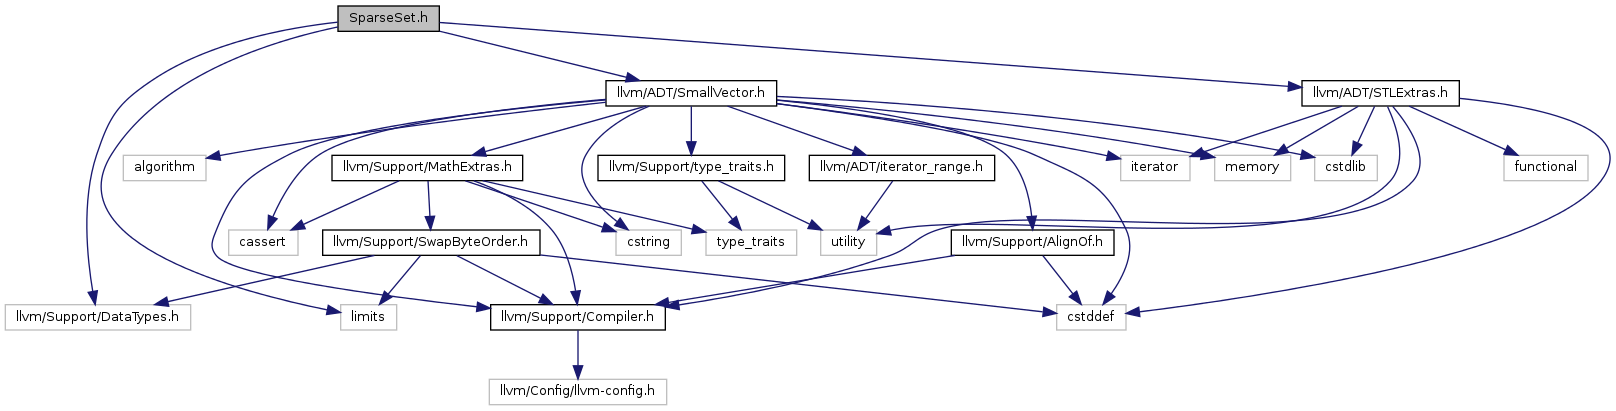 SparseSet.h
llvm/ADT/SmallVector.h
llvm/ADT/STLExtras.h
algorithm
llvm/Support/MathExtras.h
llvm/Support/type_traits.h
llvm/ADT/iterator_range.h
iterator
memory
cstdlib
functional
cassert
llvm/Support/SwapByteOrder.h
cstring
type_traits
utility
llvm/Support/AlignOf.h
llvm/Support/DataTypes.h
limits
llvm/Support/Compiler.h
cstddef
llvm/Config/llvm-config.h